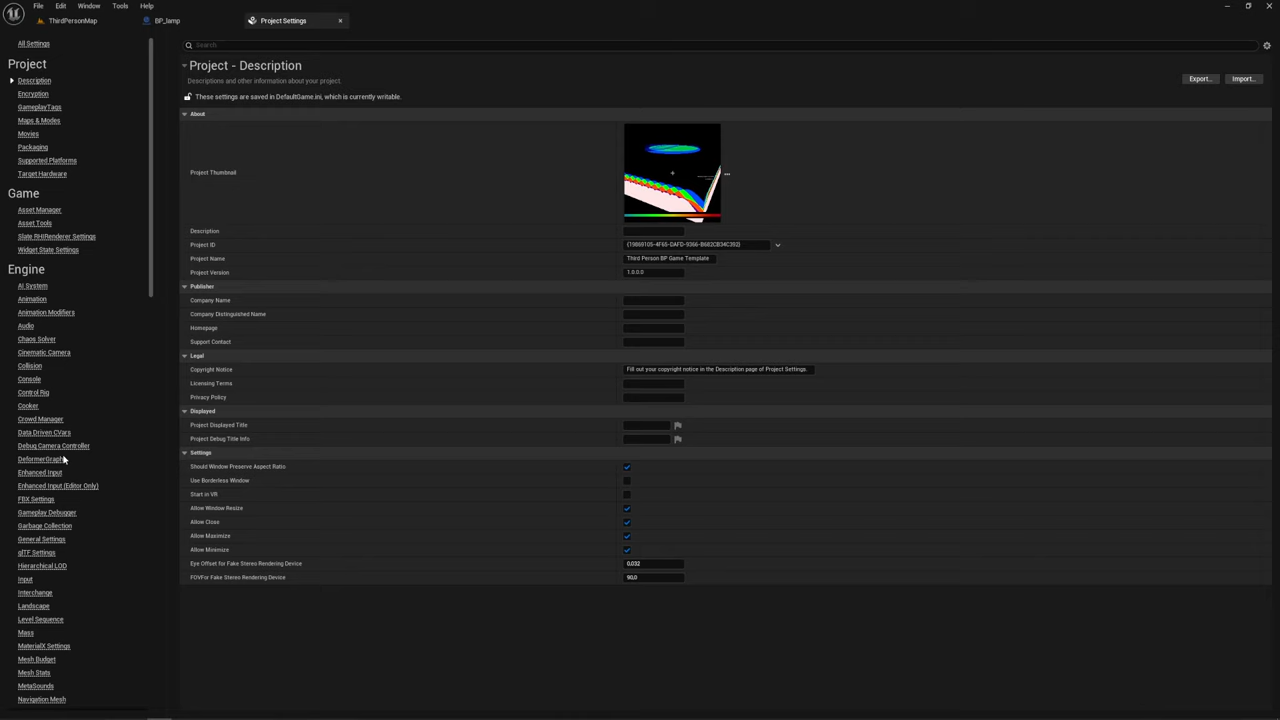 File Edit Window Tools Help
ThirdPersonMap BP_lamp Project Settings
All Settings
Project
Description
Encryption
GameplayTags
Maps & Modes
Movies
Packaging
Supported Platforms
Target Hardware
Game
Asset Manager
Asset Tools
Slate RHIRenderer Settings
Widget State Settings
Engine
AI System
Animation
Animation Modifiers
Audio
Chaos Solver
Cinematic Camera
Collision
Console
Control Rig
Cooker
Crowd Manager
Data Driven CVars
Debug Camera Controller
DeformerGraph
Enhanced Input
Enhanced Input (Editor Only)
FBX Settings
Gameplay Debugger
Garbage Collection
General Settings
glTF Settings
Hierarchical LOD
Input
Interchange
Landscape
Level Sequence
Mass
MaterialX Settings
Mesh Budget
Mesh Stats
MetaSounds
Navigation Mesh
Search
Project - Description
Descriptions and other information about your project.
Export... Import...
These settings are saved in DefaultGame.ini, which is currently writable.
About
Project Thumbnail
Description
Project ID {19869105-4F65-DAFD-9366-B682CB34C392}
Project Name Third Person BP Game Template
Project Version 1.0.0.0
Publisher
Company Name
Company Distinguished Name
Homepage
Support Contact
Legal
Copyright Notice Fill out your copyright notice in the Description page of Project Settings.
Licensing Terms
Privacy Policy
Displayed
Project Displayed Title
Project Debug Title Info
Settings
Should Window Preserve Aspect Ratio
Use Borderless Window
Start in VR
Allow Window Resize
Allow Close
Allow Maximize
Allow Minimize
Eye Offset for Fake Stereo Rendering Device 0,032
FOVFor Fake Stereo Rendering Device 90,0